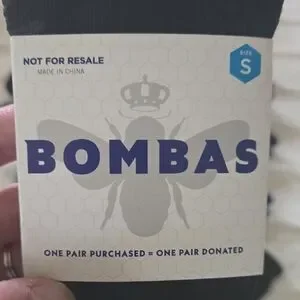 NOT FOR RESALE
MADE IN CHINA
SIZE
S
BOMBAS
ONE PAIR PURCHASED = ONE PAIR DONATED